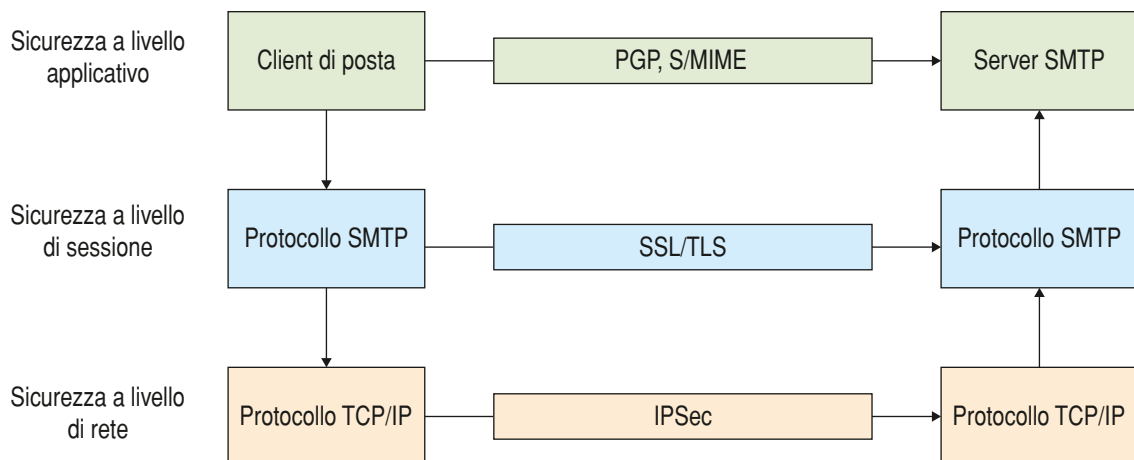 Sicurezza a livello
applicativo
Client di posta
PGP, S/MIME
Server SMTP
Sicurezza a livello
di sessione
Protocollo SMTP
SSL/TLS
Protocollo SMTP
Sicurezza a livello
di rete
Protocollo TCP/IP
IPSec
Protocollo TCP/IP